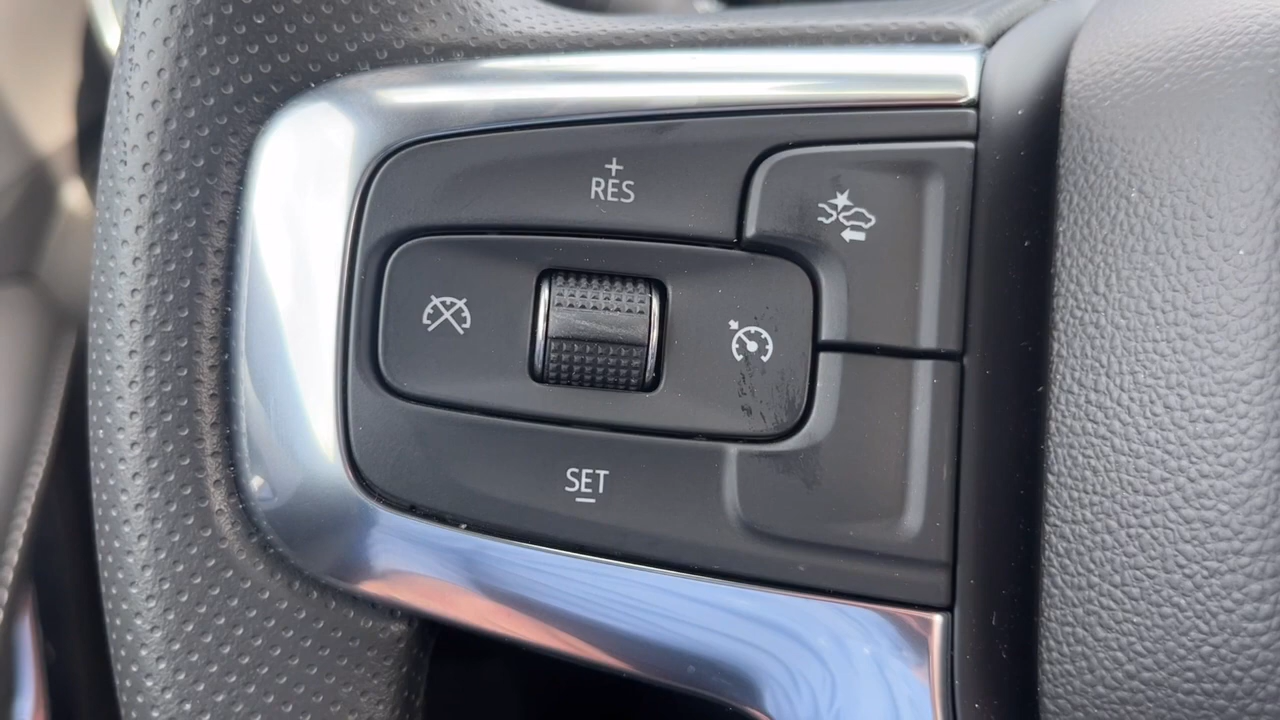 +
RES
SET
–